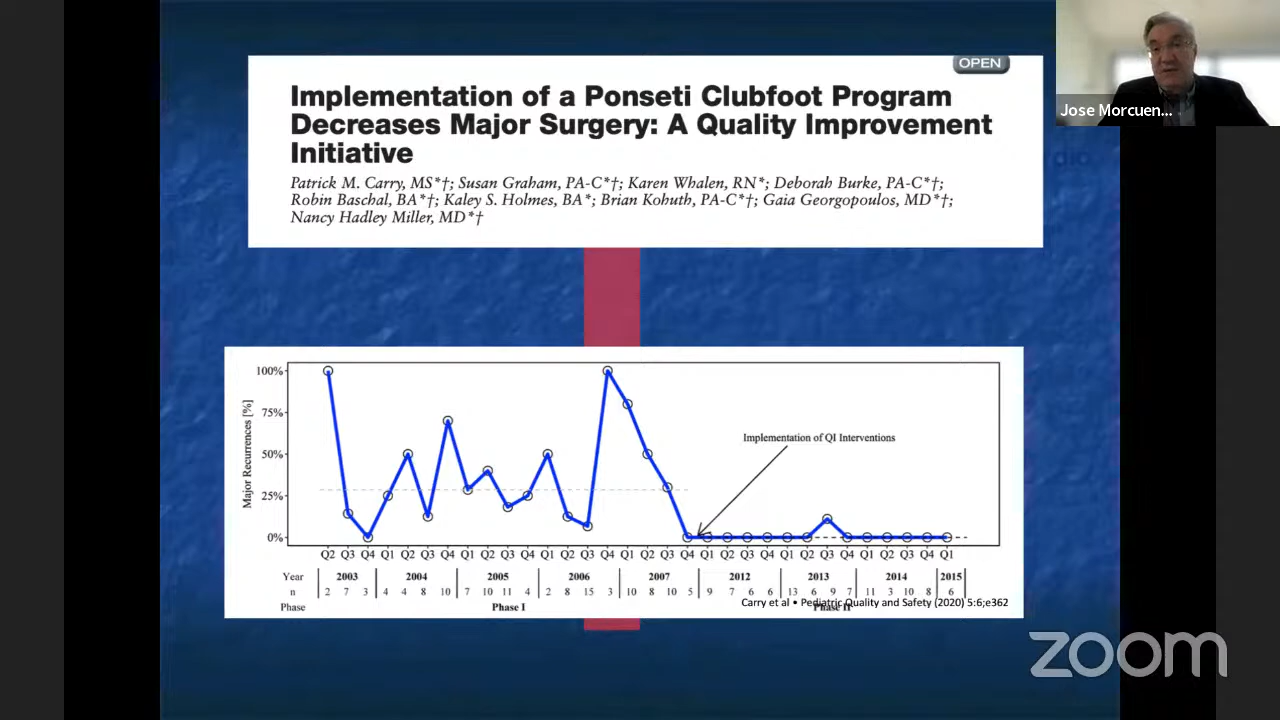 OPEN
Implementation of a Ponseti Clubfoot Program
Decreases Major Surgery: A Quality Improvement
Initiative
Patrick M. Carry, MS*†; Susan Graham, PA-C*†; Karen Whalen, RN*; Deborah Burke, PA-C*†;
Robin Baschal, BA*†; Kaley S. Holmes, BA*; Brian Kohuth, PA-C*†; Gaia Georgopoulos, MD*†;
Nancy Hadley Miller, MD*†
Jose Morcuen...
Major Recurrences [%]
100%
75%
50%
25%
0%
Implementation of QI Interventions
Q2 Q3 Q4 Q1 Q2 Q3 Q4 Q1 Q2 Q3 Q4 Q1 Q2 Q3 Q4 Q1 Q2 Q3 Q4 Q1 Q2 Q3 Q4 Q1 Q2 Q3 Q4 Q1 Q2 Q3 Q4 Q1
Year 2003 2004 2005 2006 2007 2012 2013 2014 2015
n 2 7 3 4 4 8 10 7 10 11 4 2 8 15 3 10 8 10 5 9 7 6 6 13 6 9 7 11 3 10 8 6
Phase Phase I Phase II
Carry et al • Pediatric Quality and Safety (2020) 5:6;e362
zoom